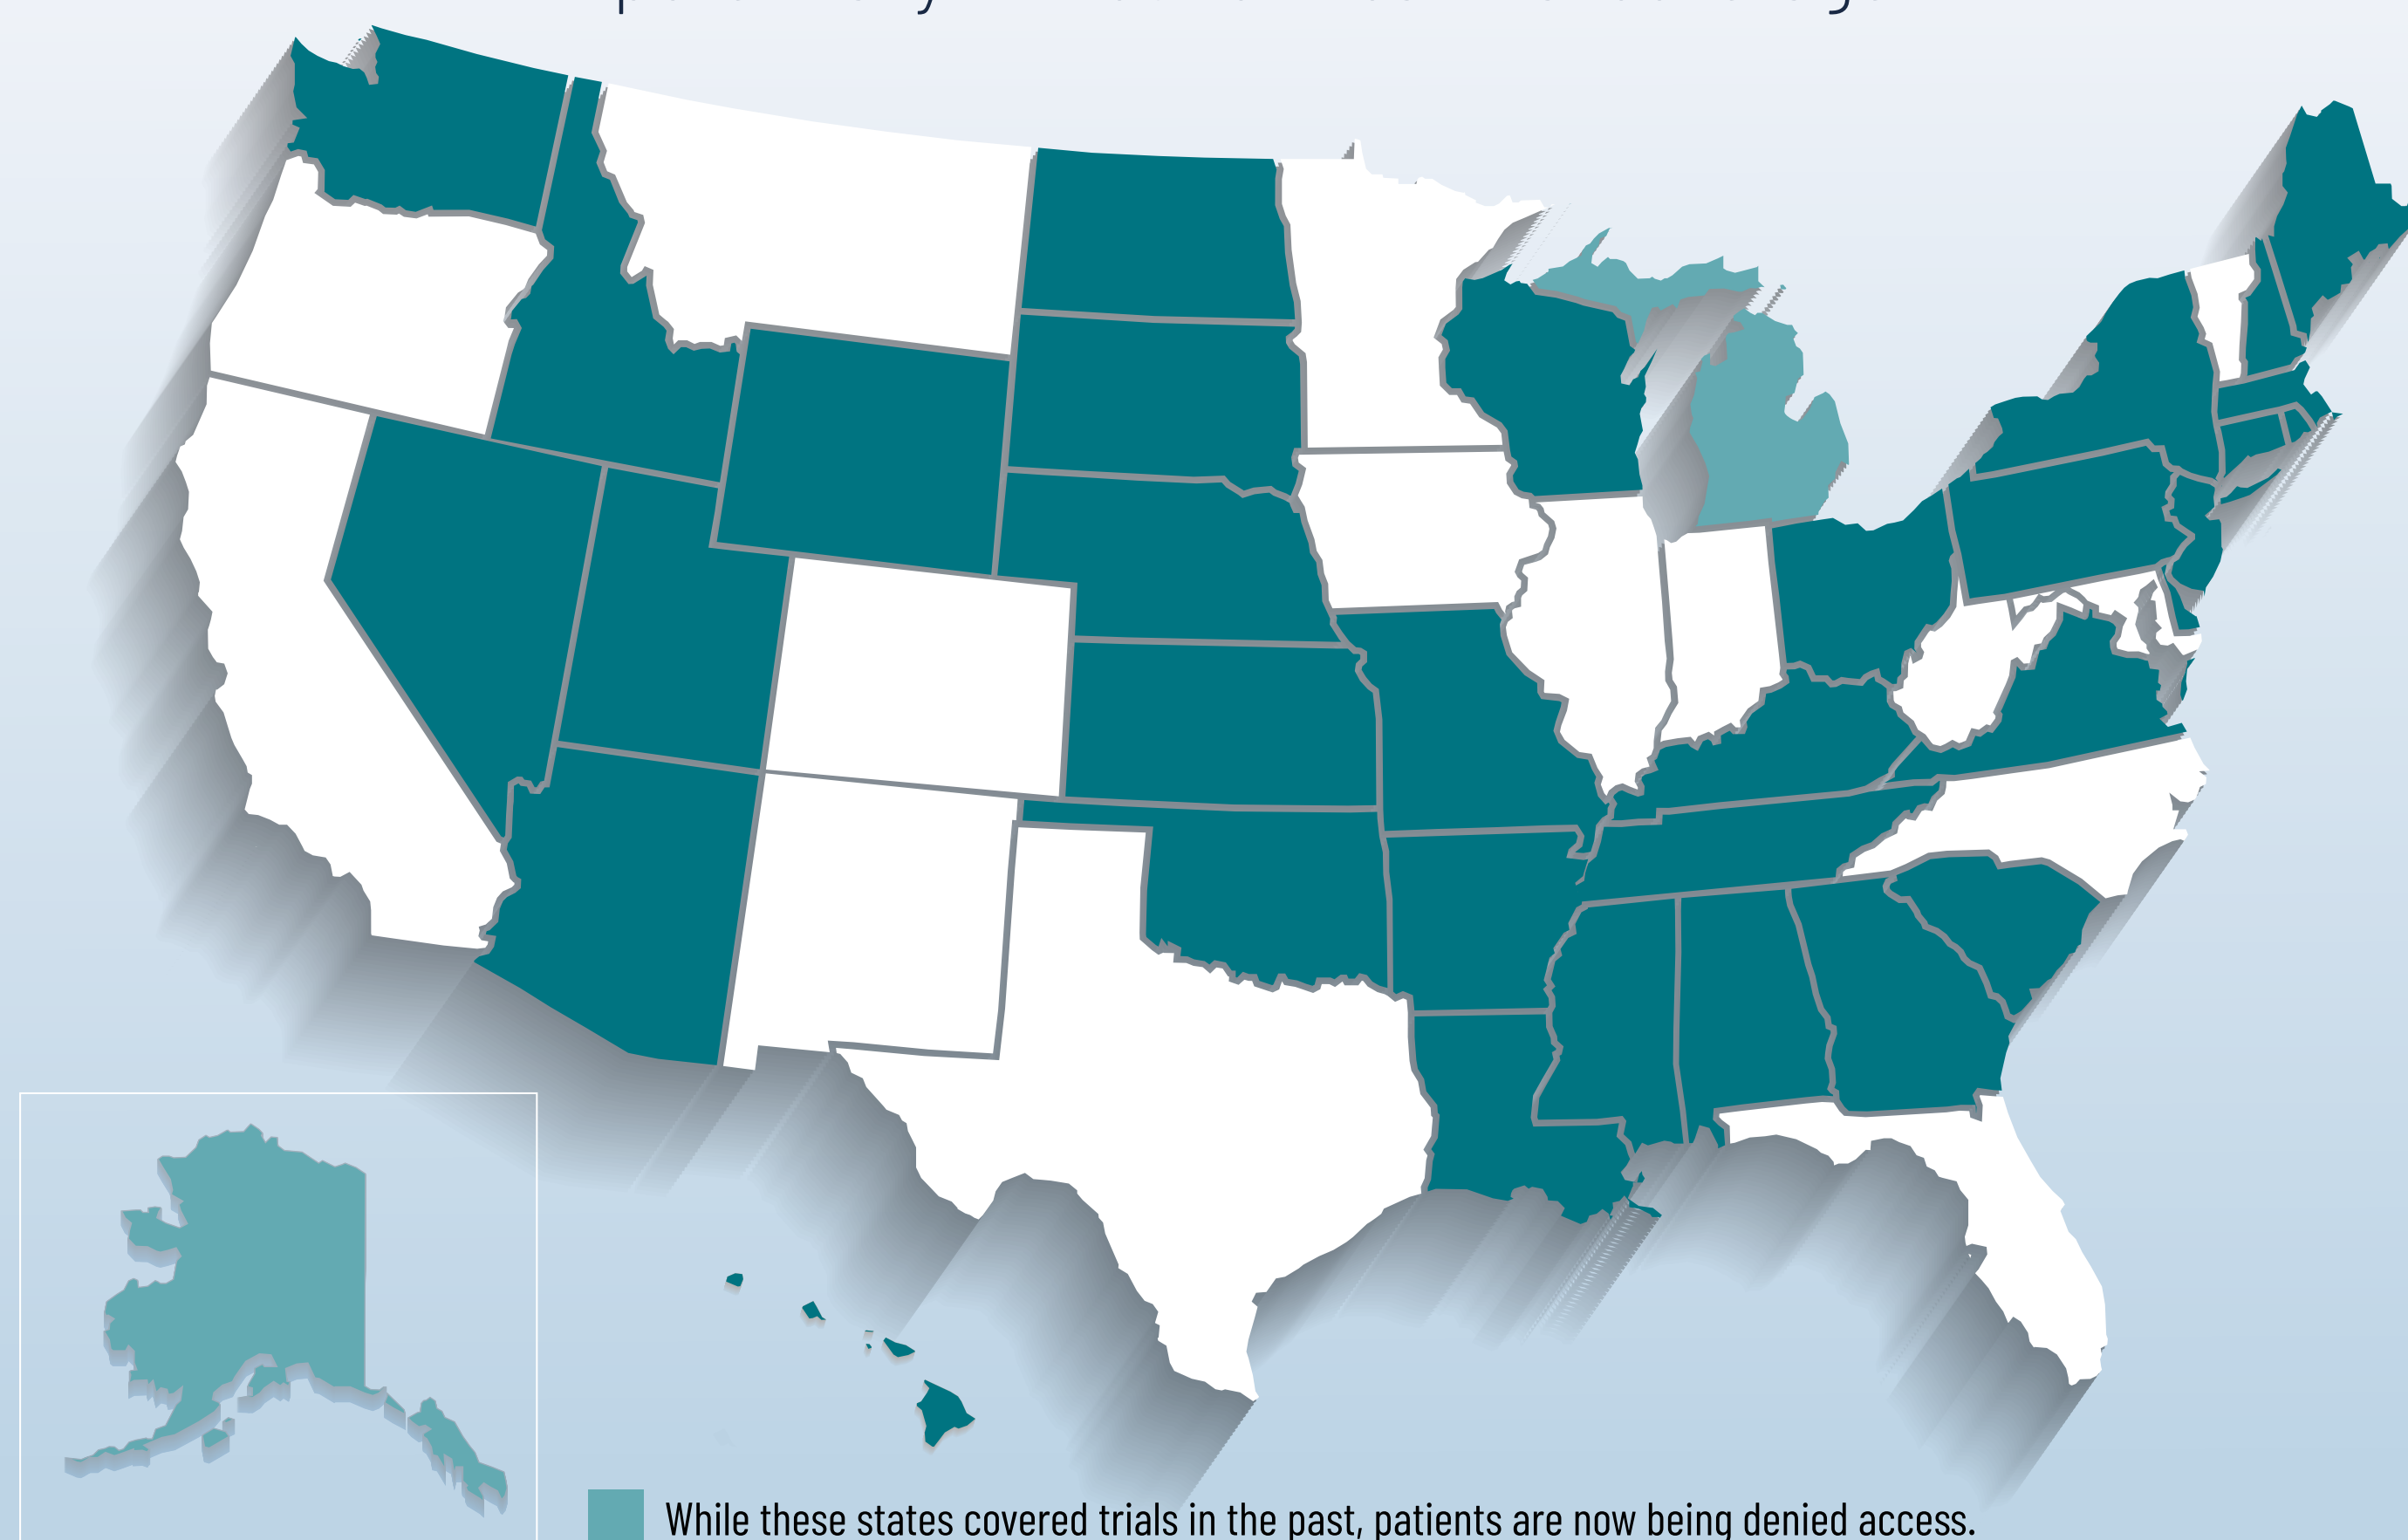 While these states covered trials in the past, patients are now being denied access.